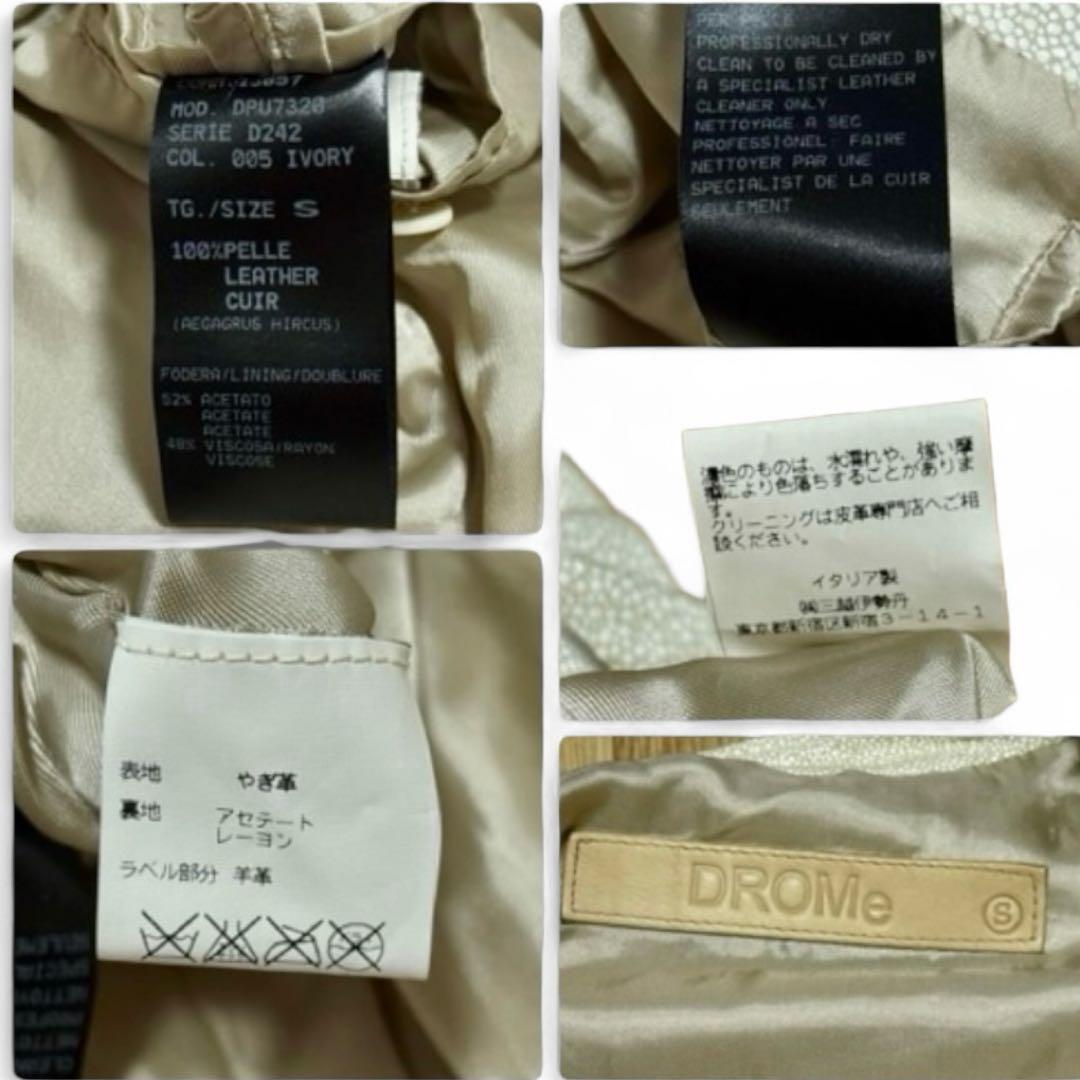 MOD. DPU7320
SERIE D242
COL. 005 IVORY
TG./SIZE S
100%PELLE
LEATHER
CUIR
(AEGAGRUS HIRCUS)
FODERA/LINING/DOUBLURE
52% ACETATO
ACETATE
ACETATE
48% VISCOSA/RAYON
VISCOSE
PER PELLE
PROFESSIONALLY DRY
CLEAN TO BE CLEANED BY
A SPECIALIST LEATHER
CLEANER ONLY
NETTOYAGE A SEC
PROFESSIONEL: FAIRE
NETTOYER PAR UNE
SPECIALIST DE LA CUIR
SEULEMENT
濃色のものは、水濡れや、強い摩
擦により色落ちすることがありま
す。
クリーニングは皮革専門店へご相
談ください。
イタリア製
㈱三越伊勢丹
東京都新宿区新宿3-14-1
表地 やぎ革
裏地 アセテート
レーヨン
ラベル部分 羊革
DROMe S